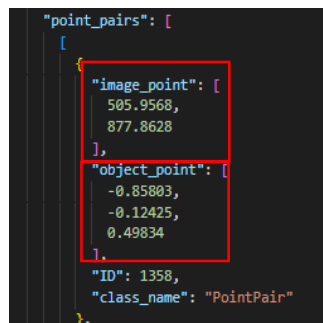 "point_pairs": [
[
{
"image_point": [
505.9568,
877.8628
],
"object_point": [
-0.85803,
-0.12425,
0.49834
],
"ID": 1358,
"class_name": "PointPair"
},